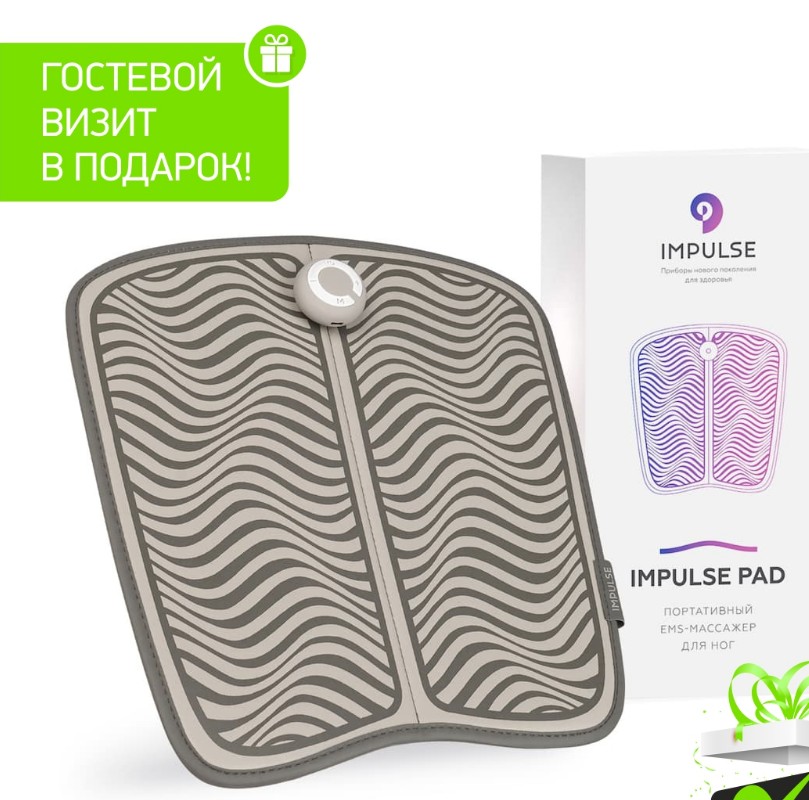 ГОСТЕВОЙ
ВИЗИТ
В ПОДАРОК!
IMPULSE
Приборы нового поколения
для здоровья
IMPULSE PAD
ПОРТАТИВНЫЙ
EMS-МАССАЖЕР
ДЛЯ НОГ
IMPULSE
M